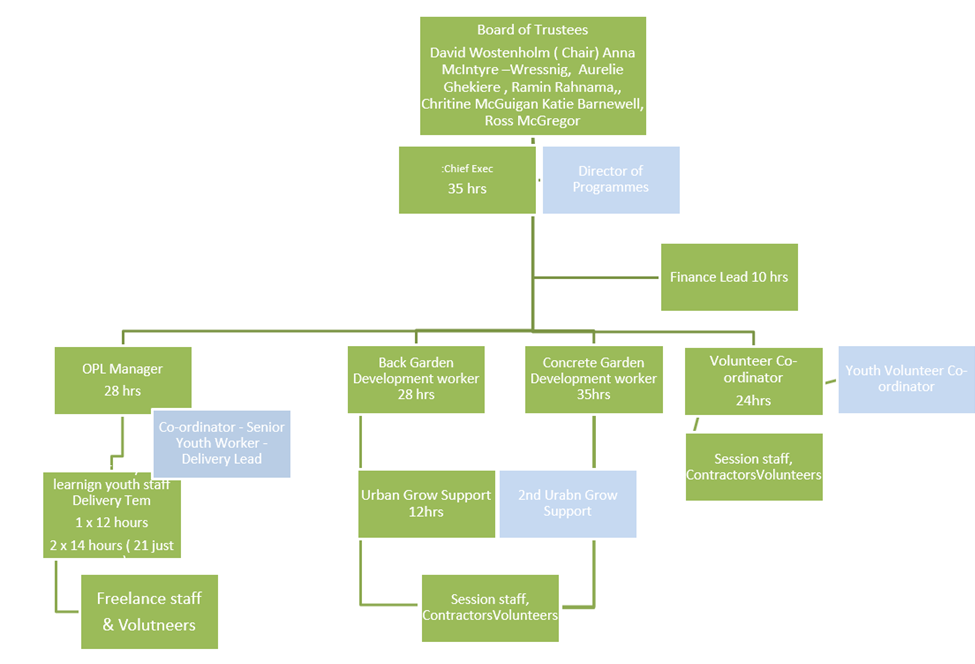 Board of Trustees
David Wostenholm ( Chair) Anna
McIntyre –Wressnig, Aurelie
Ghekiere , Ramin Rahnama,,
Chritine McGuigan Katie Barnewell,
Ross McGregor
:Chief Exec
35 hrs
Director of
Programmes
Finance Lead 10 hrs
OPL Manager
28 hrs
Back Garden
Development worker
28 hrs
Concrete Garden
Development worker
35hrs
Volunteer Co-
ordinator
24hrs
Youth Volunteer Co-
ordinator
Co-ordinator - Senior
Youth Worker -
Delivery Lead
Session staff,
ContractorsVolunteers
learnign youth staff
Delivery Tem
1 x 12 hours
2 x 14 hours ( 21 just
Urban Grow Support
12hrs
2nd Urabn Grow
Support
Freelance staff
& Volutneers
Session staff,
ContractorsVolunteers